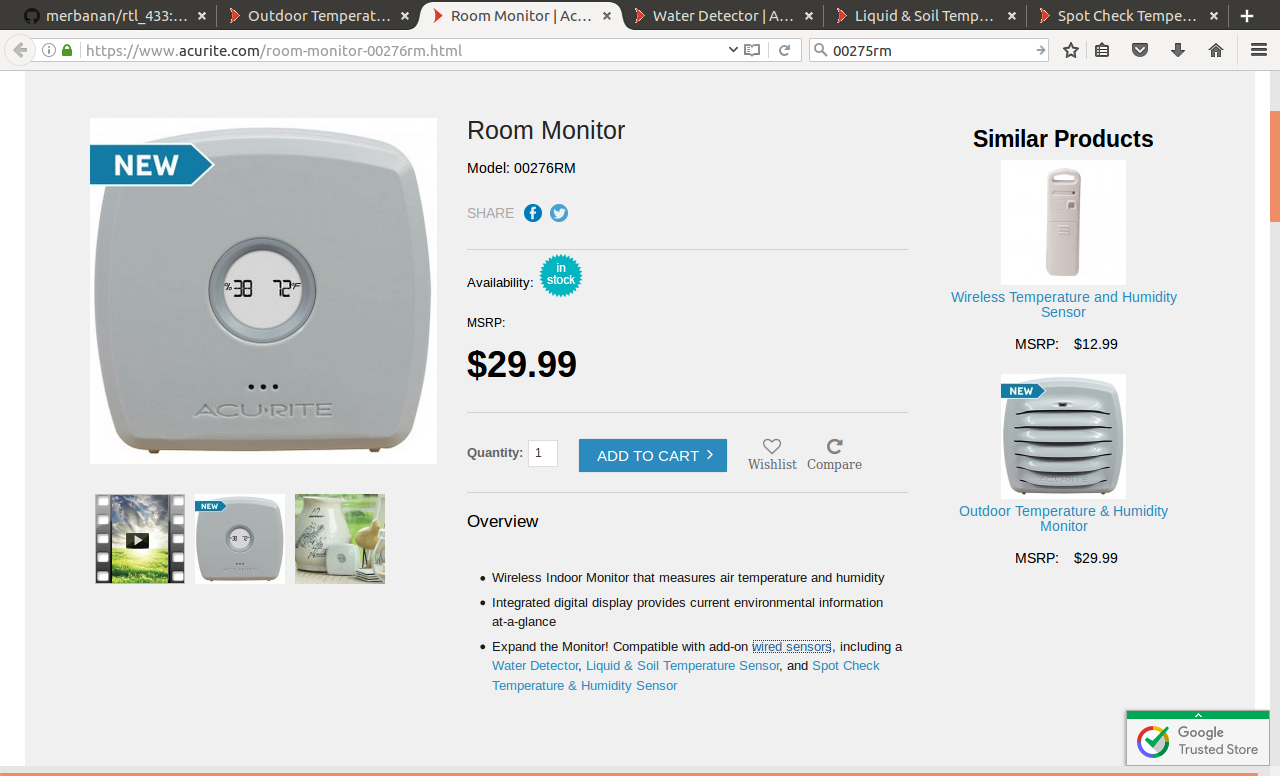 merbanan/rtl_433:...
Outdoor Temperat...
Room Monitor | Ac...
Water Detector | A...
Liquid & Soil Temp...
Spot Check Tempe...
https://www.acurite.com/room-monitor-00276rm.html
00275rm
NEW
%38 72°F
ACU▸RITE
Room Monitor
Model: 00276RM
SHARE
Availability:
in
stock
MSRP:
$29.99
Quantity:
1
ADD TO CART
Wishlist
Compare
Overview
• Wireless Indoor Monitor that measures air temperature and humidity
• Integrated digital display provides current environmental information
at-a-glance
• Expand the Monitor! Compatible with add-on wired sensors, including a
Water Detector, Liquid & Soil Temperature Sensor, and Spot Check
Temperature & Humidity Sensor
NEW
Similar Products
Wireless Temperature and Humidity
Sensor
MSRP: $12.99
NEW
Outdoor Temperature & Humidity
Monitor
MSRP: $29.99
Google
Trusted Store